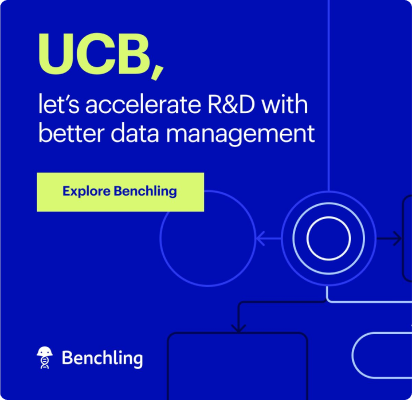 UCB,
let's accelerate R&D with
better data management
Explore Benchling
Benchling